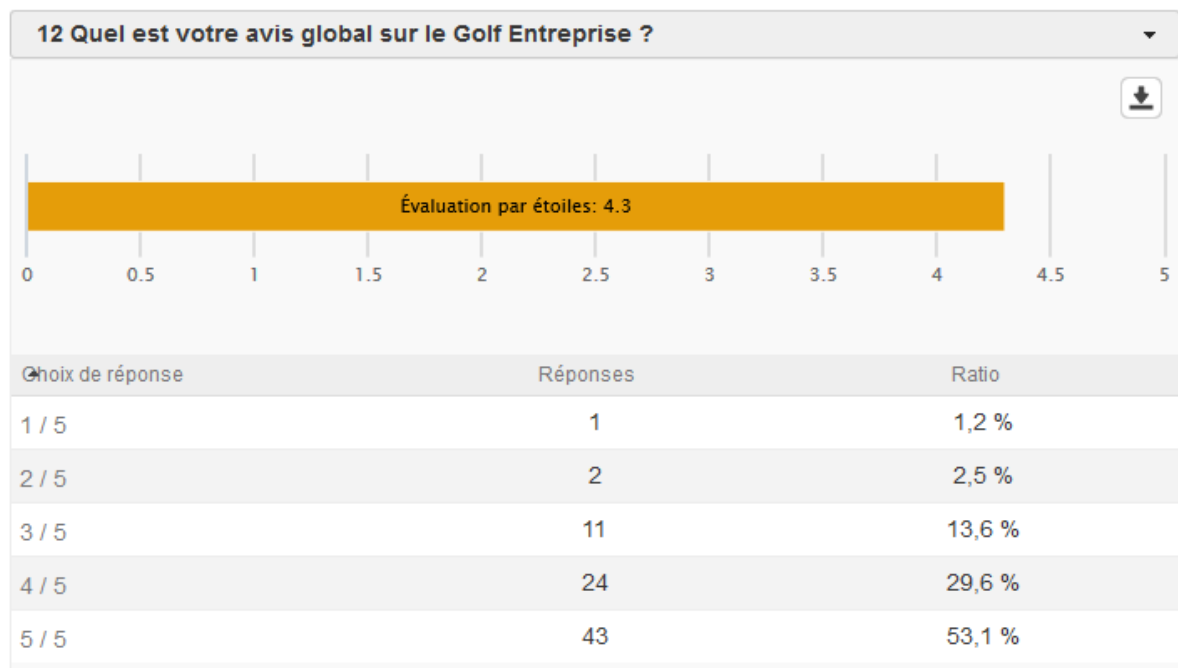 12 Quel est votre avis global sur le Golf Entreprise ?
Évaluation par étoiles: 4.3
0 0.5 1 1.5 2 2.5 3 3.5 4 4.5 5
Choix de réponse Réponses Ratio
1 / 5 1 1,2 %
2 / 5 2 2,5 %
3 / 5 11 13,6 %
4 / 5 24 29,6 %
5 / 5 43 53,1 %